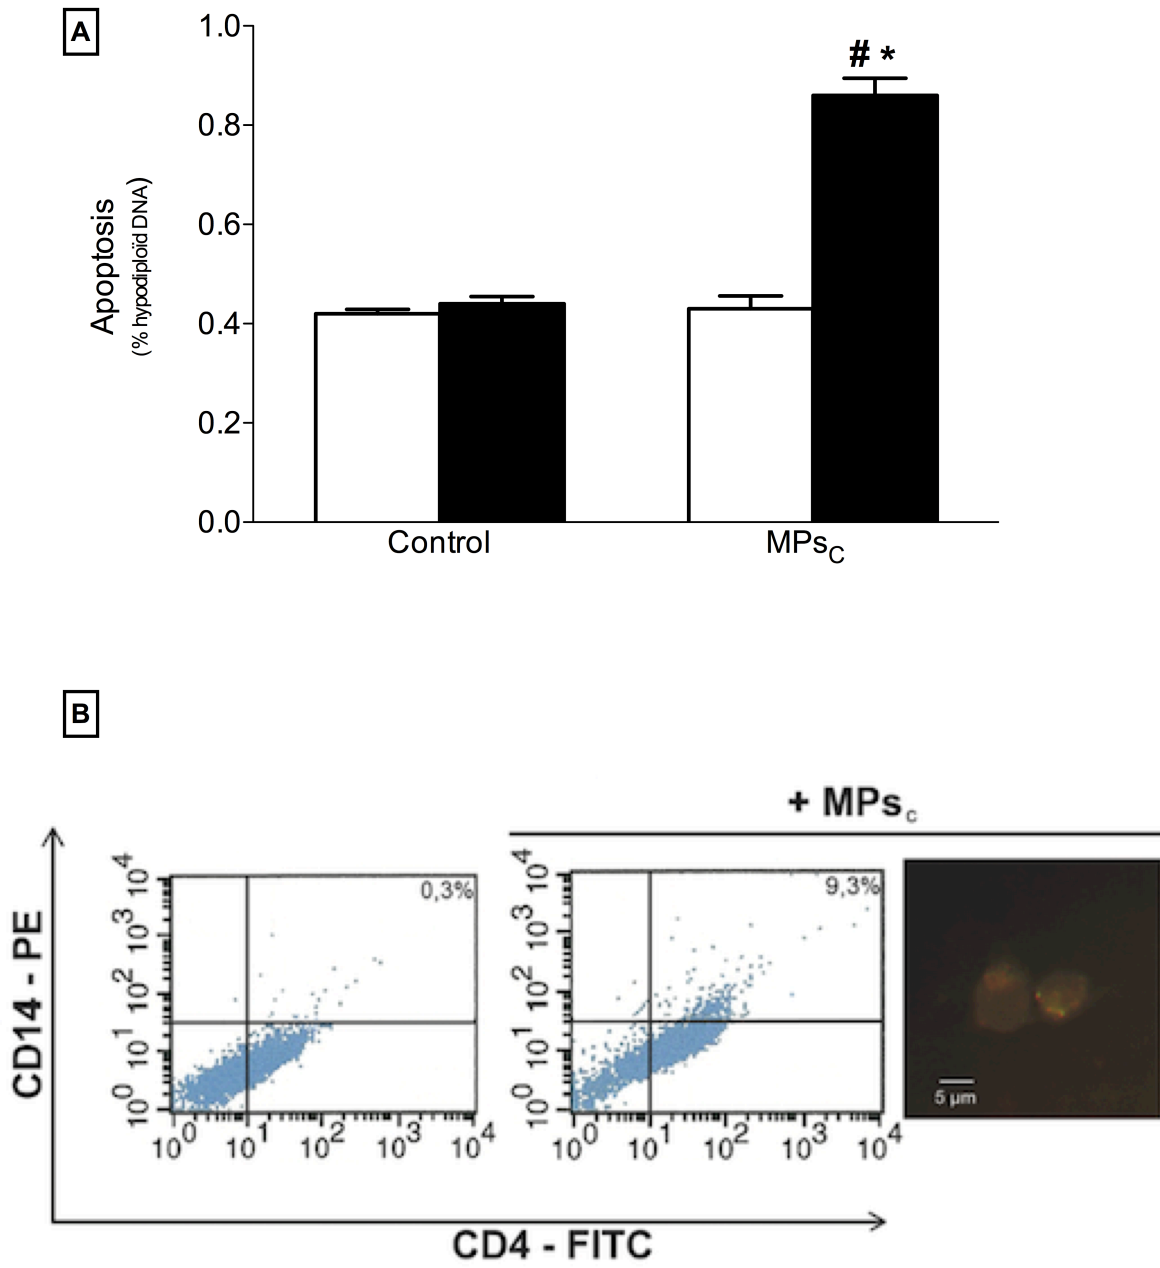 A
1.0
# *
0.8
0.6
0.4
0.2
0.0
Apoptosis
(% hypodiploïd DNA)
Control MPsC
B
+ MPsc
CD14 - PE
10^4
10^3
10^2
10^1
10^0
0,3%
10^0 10^1 10^2 10^3 10^4
10^4
10^3
10^2
10^1
10^0
9,3%
10^0 10^1 10^2 10^3 10^4
5 µm
CD4 - FITC